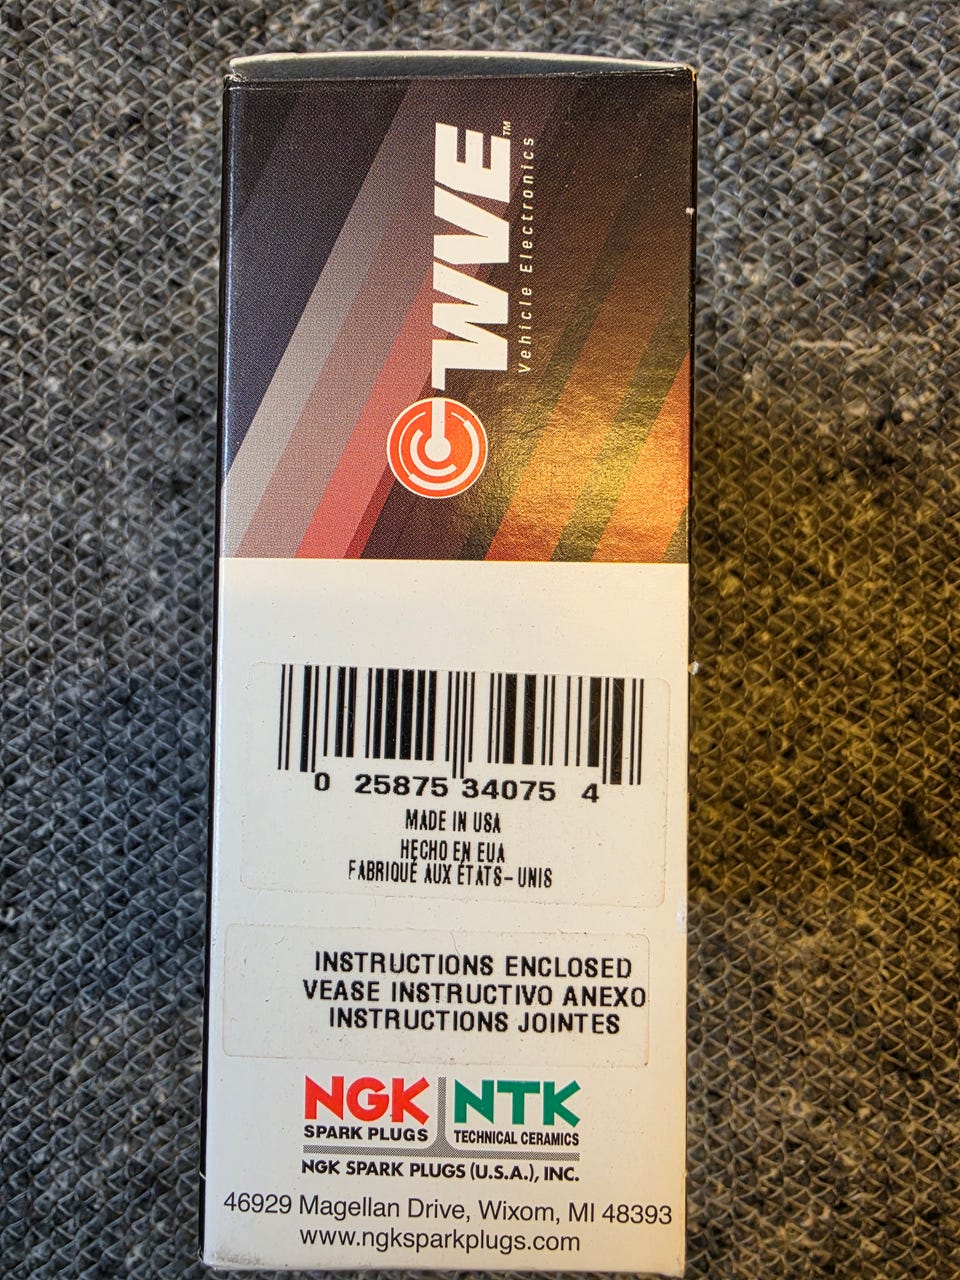 WVE™
Vehicle Electronics
0 25875 34075 4
MADE IN USA
HECHO EN EUA
FABRIQUÉ AUX ÉTATS-UNIS
INSTRUCTIONS ENCLOSED
VEASE INSTRUCTIVO ANEXO
INSTRUCTIONS JOINTES
NGK NTK
SPARK PLUGS TECHNICAL CERAMICS
NGK SPARK PLUGS (U.S.A.), INC.
46929 Magellan Drive, Wixom, MI 48393
www.ngksparkplugs.com